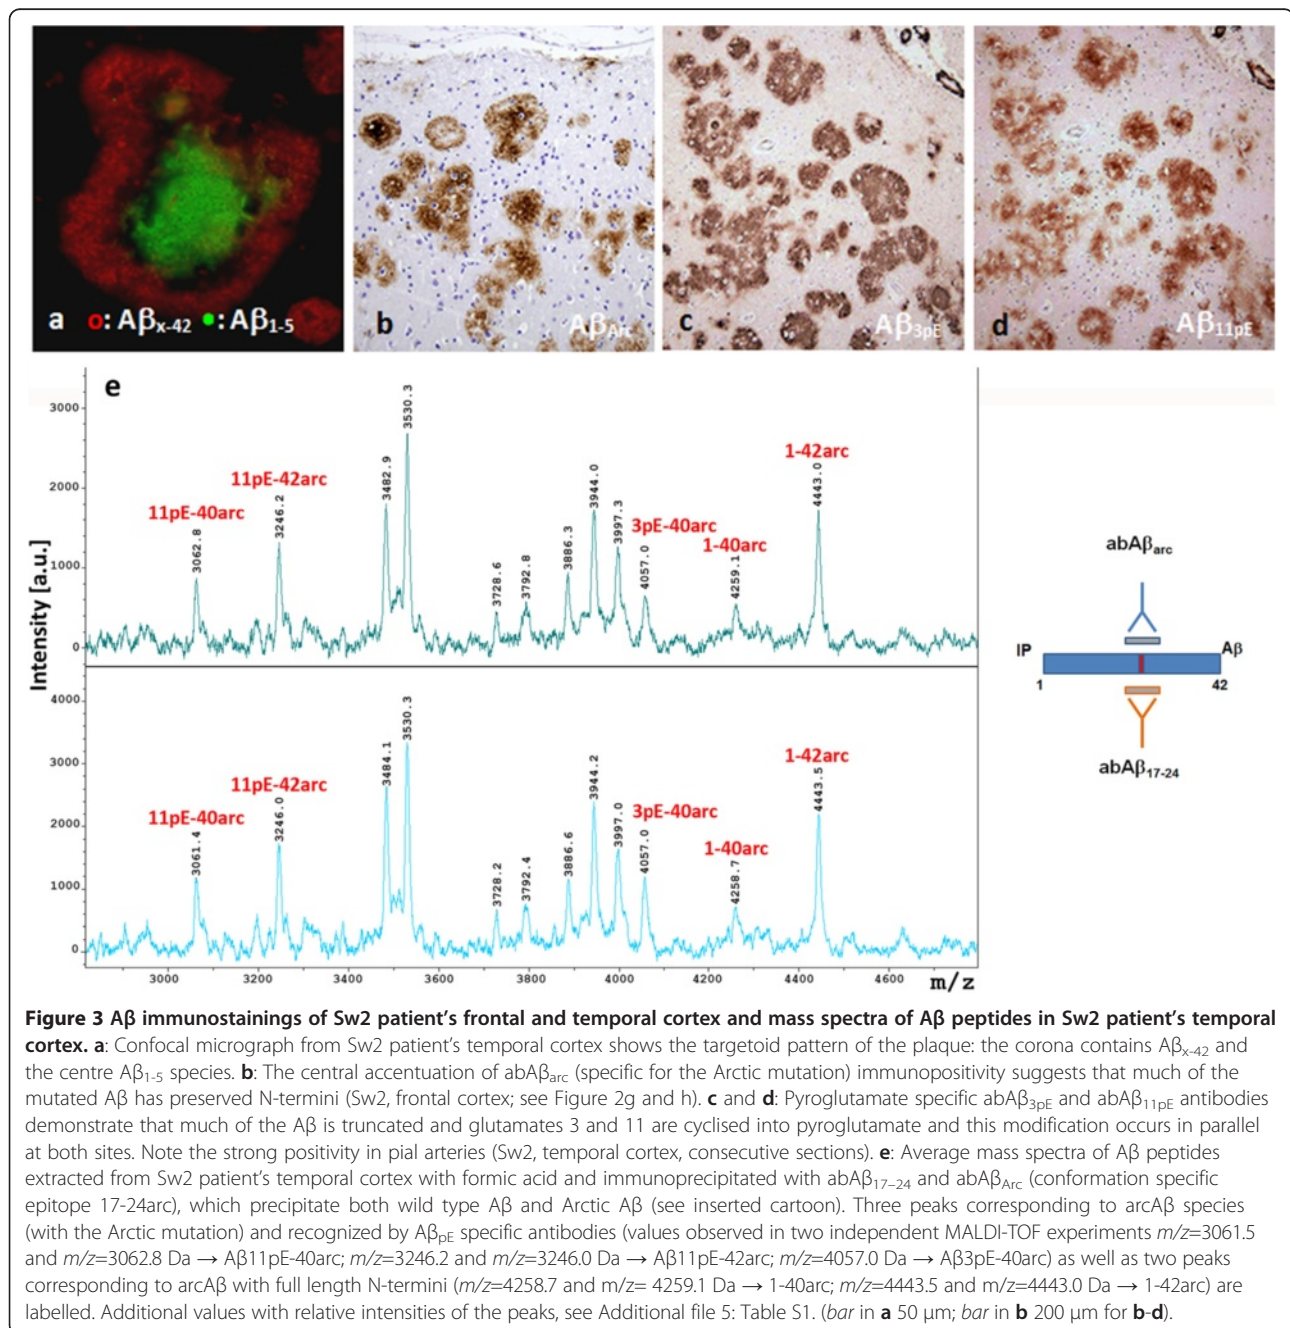 a o: Aβx-42 ●: Aβ1-5
b AβArc
c Aβ3pE
d Aβ11pE
e
Intensity [a.u.]
3000
2000
1000
0
11pE-40arc
3062.8
11pE-42arc
3246.2
3482.9
3530.3
3728.6
3792.8
3886.3
3944.0
3997.3
3pE-40arc
4057.0
1-40arc
4259.1
1-42arc
4443.0
4000
3000
2000
1000
0
11pE-40arc
3061.4
11pE-42arc
3246.0
3484.1
3530.3
3728.2
3792.4
3886.6
3944.2
3997.0
3pE-40arc
4057.0
1-40arc
4258.7
1-42arc
4443.5
3000 3200 3400 3600 3800 4000 4200 4400 4600 m/z
abAβarc
IP Aβ
1 42
abAβ17-24
Figure 3 Aβ immunostainings of Sw2 patient's frontal and temporal cortex and mass spectra of Aβ peptides in Sw2 patient's temporal
cortex. a: Confocal micrograph from Sw2 patient's temporal cortex shows the targetoid pattern of the plaque: the corona contains Aβx-42 and
the centre Aβ1-5 species. b: The central accentuation of abAβarc (specific for the Arctic mutation) immunopositivity suggests that much of the
mutated Aβ has preserved N-termini (Sw2, frontal cortex; see Figure 2g and h). c and d: Pyroglutamate specific abAβ3pE and abAβ11pE antibodies
demonstrate that much of the Aβ is truncated and glutamates 3 and 11 are cyclised into pyroglutamate and this modification occurs in parallel
at both sites. Note the strong positivity in pial arteries (Sw2, temporal cortex, consecutive sections). e: Average mass spectra of Aβ peptides
extracted from Sw2 patient's temporal cortex with formic acid and immunoprecipitated with abAβ17–24 and abAβArc (conformation specific
epitope 17-24arc), which precipitate both wild type Aβ and Arctic Aβ (see inserted cartoon). Three peaks corresponding to arcAβ species
(with the Arctic mutation) and recognized by AβpE specific antibodies (values observed in two independent MALDI-TOF experiments m/z=3061.5
and m/z=3062.8 Da → Aβ11pE-40arc; m/z=3246.2 and m/z=3246.0 Da → Aβ11pE-42arc; m/z=4057.0 Da → Aβ3pE-40arc) as well as two peaks
corresponding to arcAβ with full length N-termini (m/z=4258.7 and m/z= 4259.1 Da → 1-40arc; m/z=4443.5 and m/z=4443.0 Da → 1-42arc) are
labelled. Additional values with relative intensities of the peaks, see Additional file 5: Table S1. (bar in a 50 μm; bar in b 200 μm for b-d).